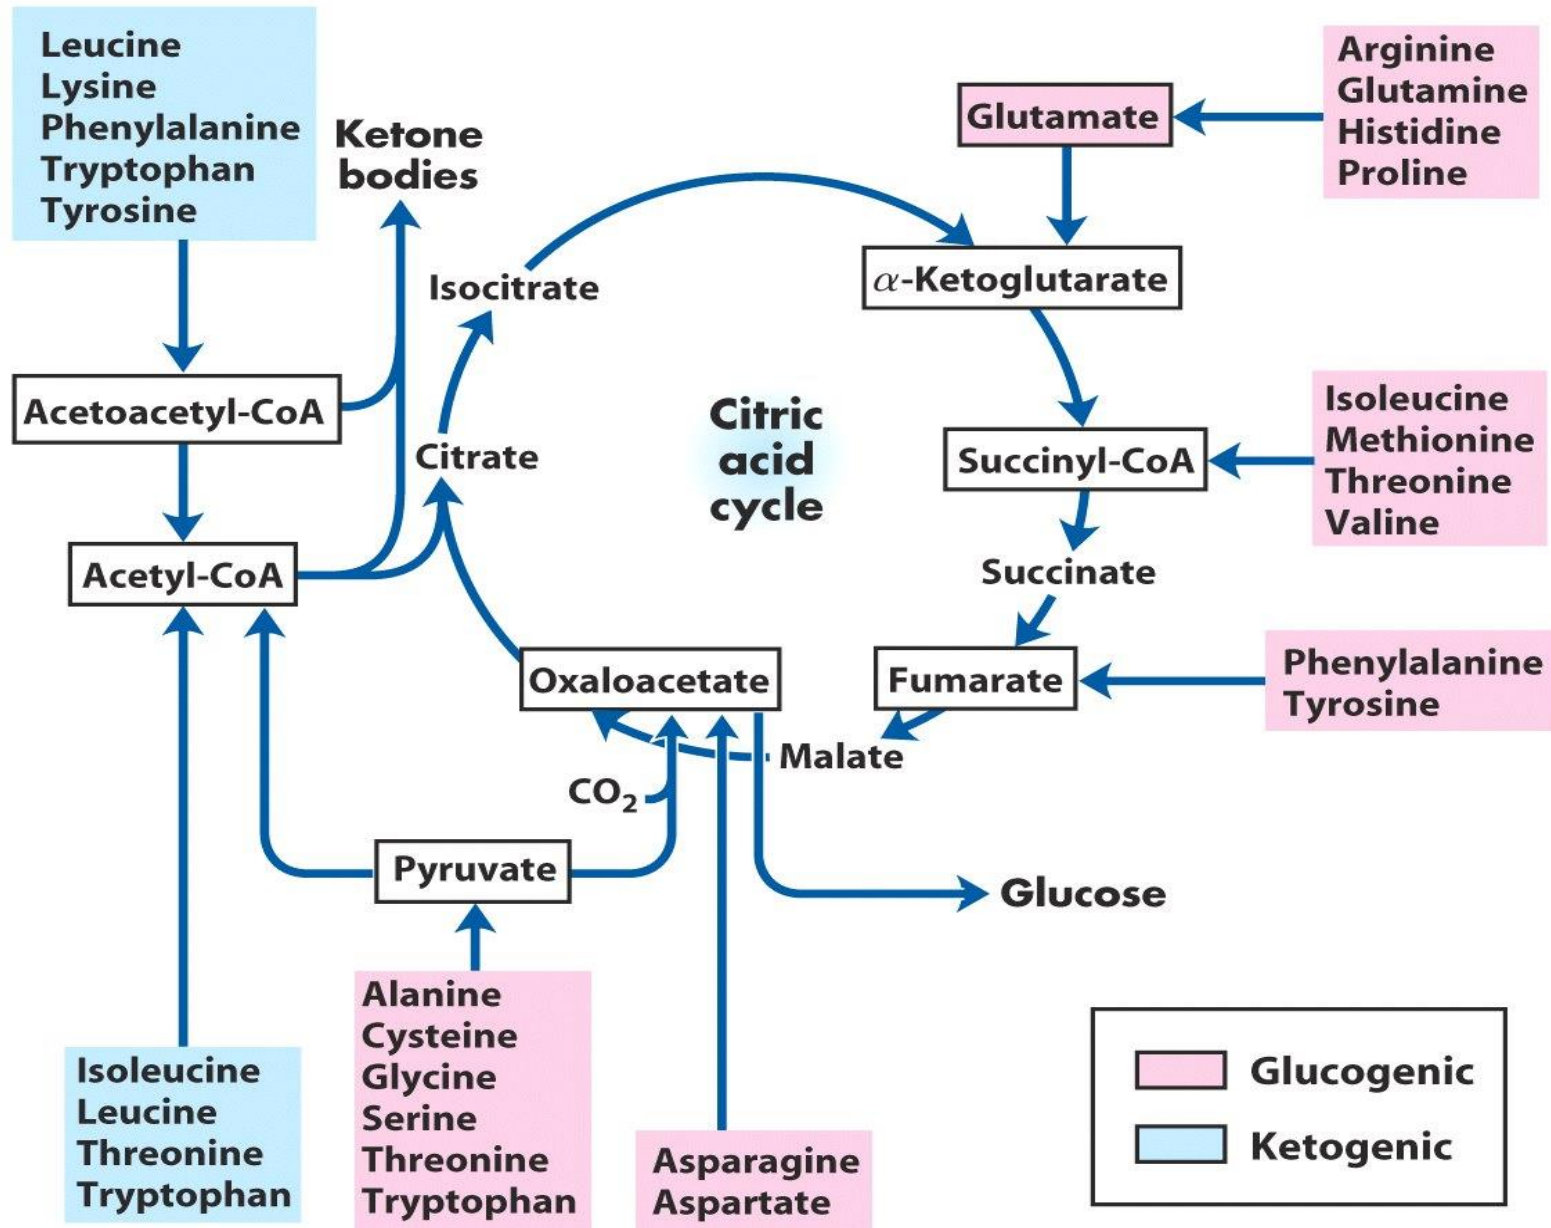 Leucine
Lysine
Phenylalanine
Tryptophan
Tyrosine
Ketone
bodies
Glutamate
Arginine
Glutamine
Histidine
Proline
Isocitrate
α-Ketoglutarate
Acetoacetyl-CoA
Citric
acid
cycle
Citrate
Succinyl-CoA
Isoleucine
Methionine
Threonine
Valine
Acetyl-CoA
Succinate
Oxaloacetate
Fumarate
Phenylalanine
Tyrosine
Malate
CO₂
Pyruvate
Glucose
Isoleucine
Leucine
Threonine
Tryptophan
Alanine
Cysteine
Glycine
Serine
Threonine
Tryptophan
Asparagine
Aspartate
Glucogenic
Ketogenic